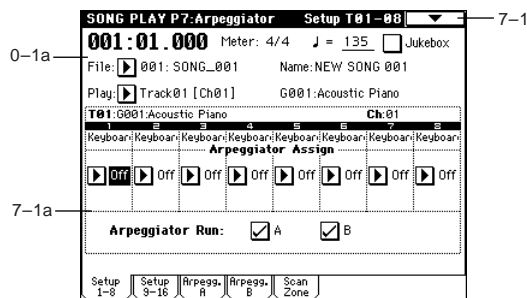 SONG PLAY P7:Arpeggiator Setup T01-08
7-1
001:01.000 Meter: 4/4 ♩= 135 Jukebox
0-1a
File: 001: SONG_001 Name:NEW SONG 001
Play: Track01 [Ch01] G001:Acoustic Piano
T01:G001:Acoustic Piano Ch:01
1 2 3 4 5 6 7 8
Keyboar Keyboar Keyboar Keyboar Keyboar Keyboar Keyboar Keyboar
Arpeggiator Assign
Off Off Off Off Off Off Off Off
7-1a
Arpeggiator Run: A B
Setup 1-8 Setup 9-16 Arpegg. A Arpegg. B Scan Zone